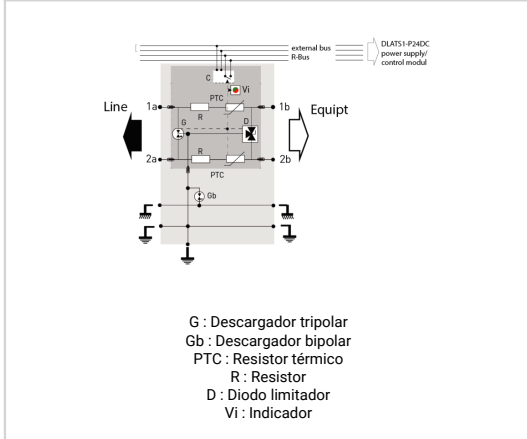 external bus
R-Bus
DLATS1-P24DC
power supply/
control modul
C
Vi
PTC
Line
1a
1b
Equipt
R
G
D
R
2a
2b
PTC
Gb
G : Descargador tripolar
Gb : Descargador bipolar
PTC : Resistor térmico
R : Resistor
D : Diodo limitador
Vi : Indicador